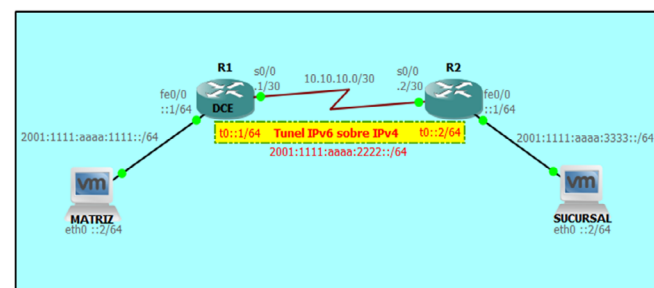 R1
R2
s0/0
10.10.10.0/30
s0/0
.1/30
.2/30
fe0/0
::1/64
DCE
fe0/0
::1/64
t0::1/64 Tunel IPv6 sobre IPv4 t0::2/64
2001:1111:aaaa:2222::/64
2001:1111:aaaa:1111::/64
2001:1111:aaaa:3333::/64
vm
vm
MATRIZ
eth0 ::2/64
SUCURSAL
eth0 ::2/64